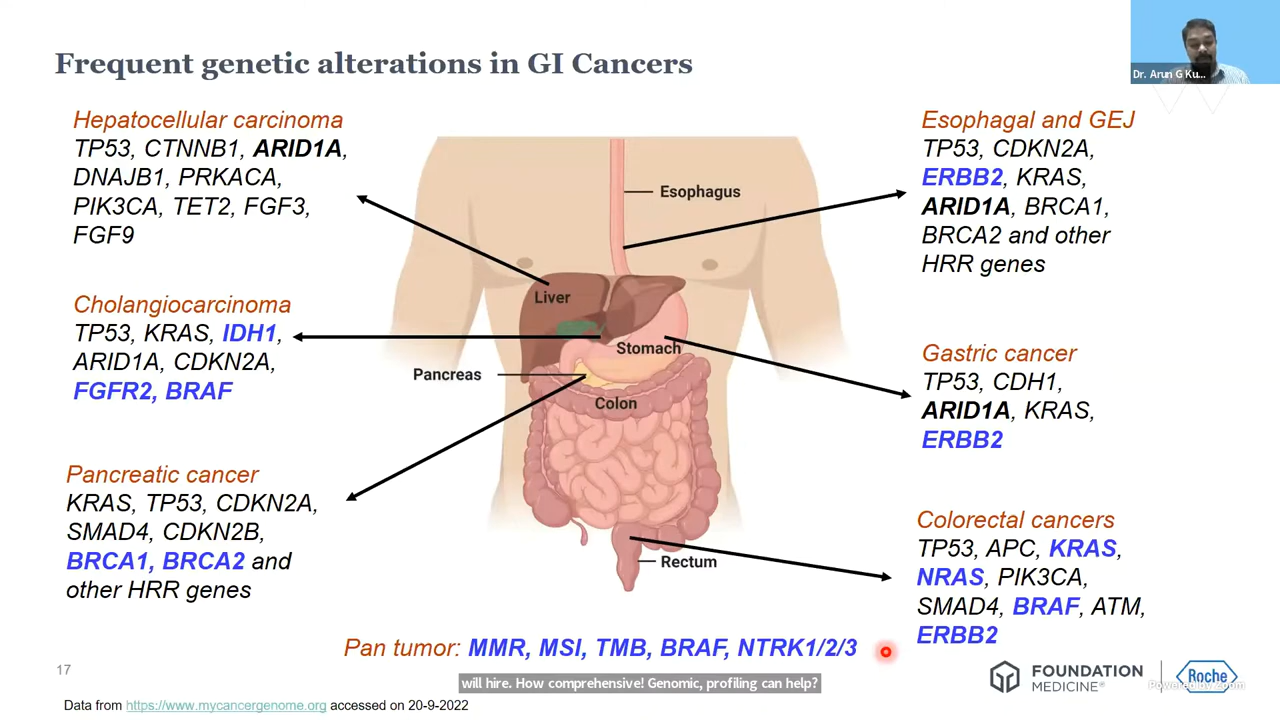 Frequent genetic alterations in GI Cancers
Dr. Arun G Ku...
Hepatocellular carcinoma
TP53, CTNNB1, ARID1A,
DNAJB1, PRKACA,
PIK3CA, TET2, FGF3,
FGF9
Cholangiocarcinoma
TP53, KRAS, IDH1,
ARID1A, CDKN2A,
FGFR2, BRAF
Pancreatic cancer
KRAS, TP53, CDKN2A,
SMAD4, CDKN2B,
BRCA1, BRCA2 and
other HRR genes
Esophagus
Liver
Stomach
Pancreas
Colon
Rectum
Esophagal and GEJ
TP53, CDKN2A,
ERBB2, KRAS,
ARID1A, BRCA1,
BRCA2 and other
HRR genes
Gastric cancer
TP53, CDH1,
ARID1A, KRAS,
ERBB2
Colorectal cancers
TP53, APC, KRAS,
NRAS, PIK3CA,
SMAD4, BRAF, ATM,
ERBB2
Pan tumor: MMR, MSI, TMB, BRAF, NTRK1/2/3
17
will hire. How comprehensive! Genomic, profiling can help?
FOUNDATION
MEDICINE®
Roche
Powered by Zoom
Data from https://www.mycancergenome.org accessed on 20-9-2022